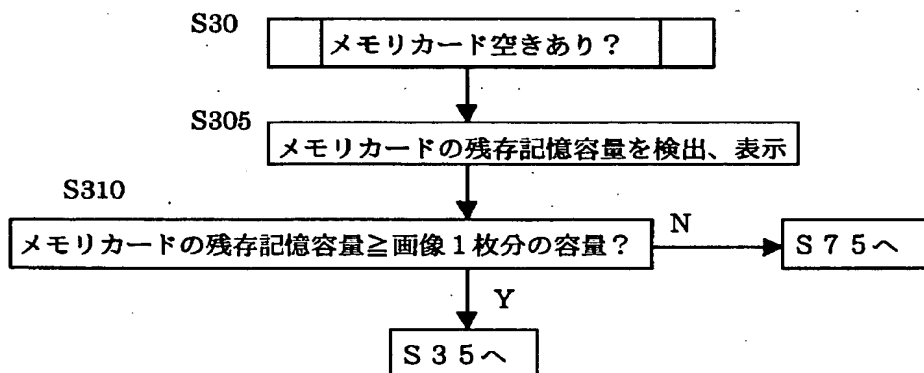 S30
メモリカード空きあり？
S305
メモリカードの残存記憶容量を検出、表示
S310
メモリカードの残存記憶容量≧画像１枚分の容量？
N
Ｓ７５へ
Y
Ｓ３５へ